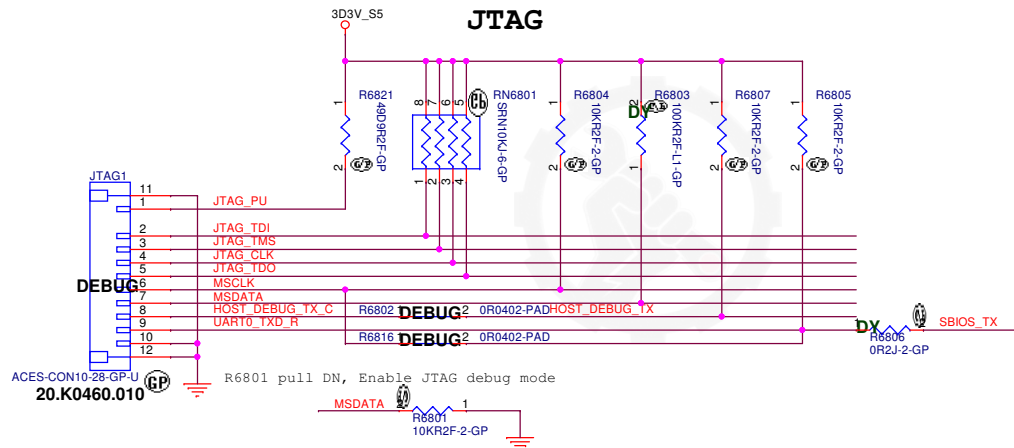 JTAG
3D3V_S5
R6821
49D9R2F-GP
1
2
RN6801
SRN10KJ-6-GP
8
7
6
5
1
2
3
4
R6804
10KR2F-2-GP
1
2
R6803
100KR2F-L1-GP
DY
2
1
R6807
10KR2F-2-GP
1
2
R6805
10KR2F-2-GP
1
2
JTAG1
11
1 JTAG_PU
2 JTAG_TDI
3 JTAG_TMS
4 JTAG_CLK
5 JTAG_TDO
DEBUG
6 MSCLK
7 MSDATA
8 HOST_DEBUG_TX_C R6802 1 DEBUG 2 0R0402-PAD HOST_DEBUG_TX
9 UART0_TXD_R
10 R6816 1 DEBUG 2 0R0402-PAD
12
DY
SBIOS_TX
R6806
0R2J-2-GP
ACES-CON10-28-GP-U
GP
20.K0460.010
R6801 pull DN, Enable JTAG debug mode
MSDATA
1
R6801
10KR2F-2-GP